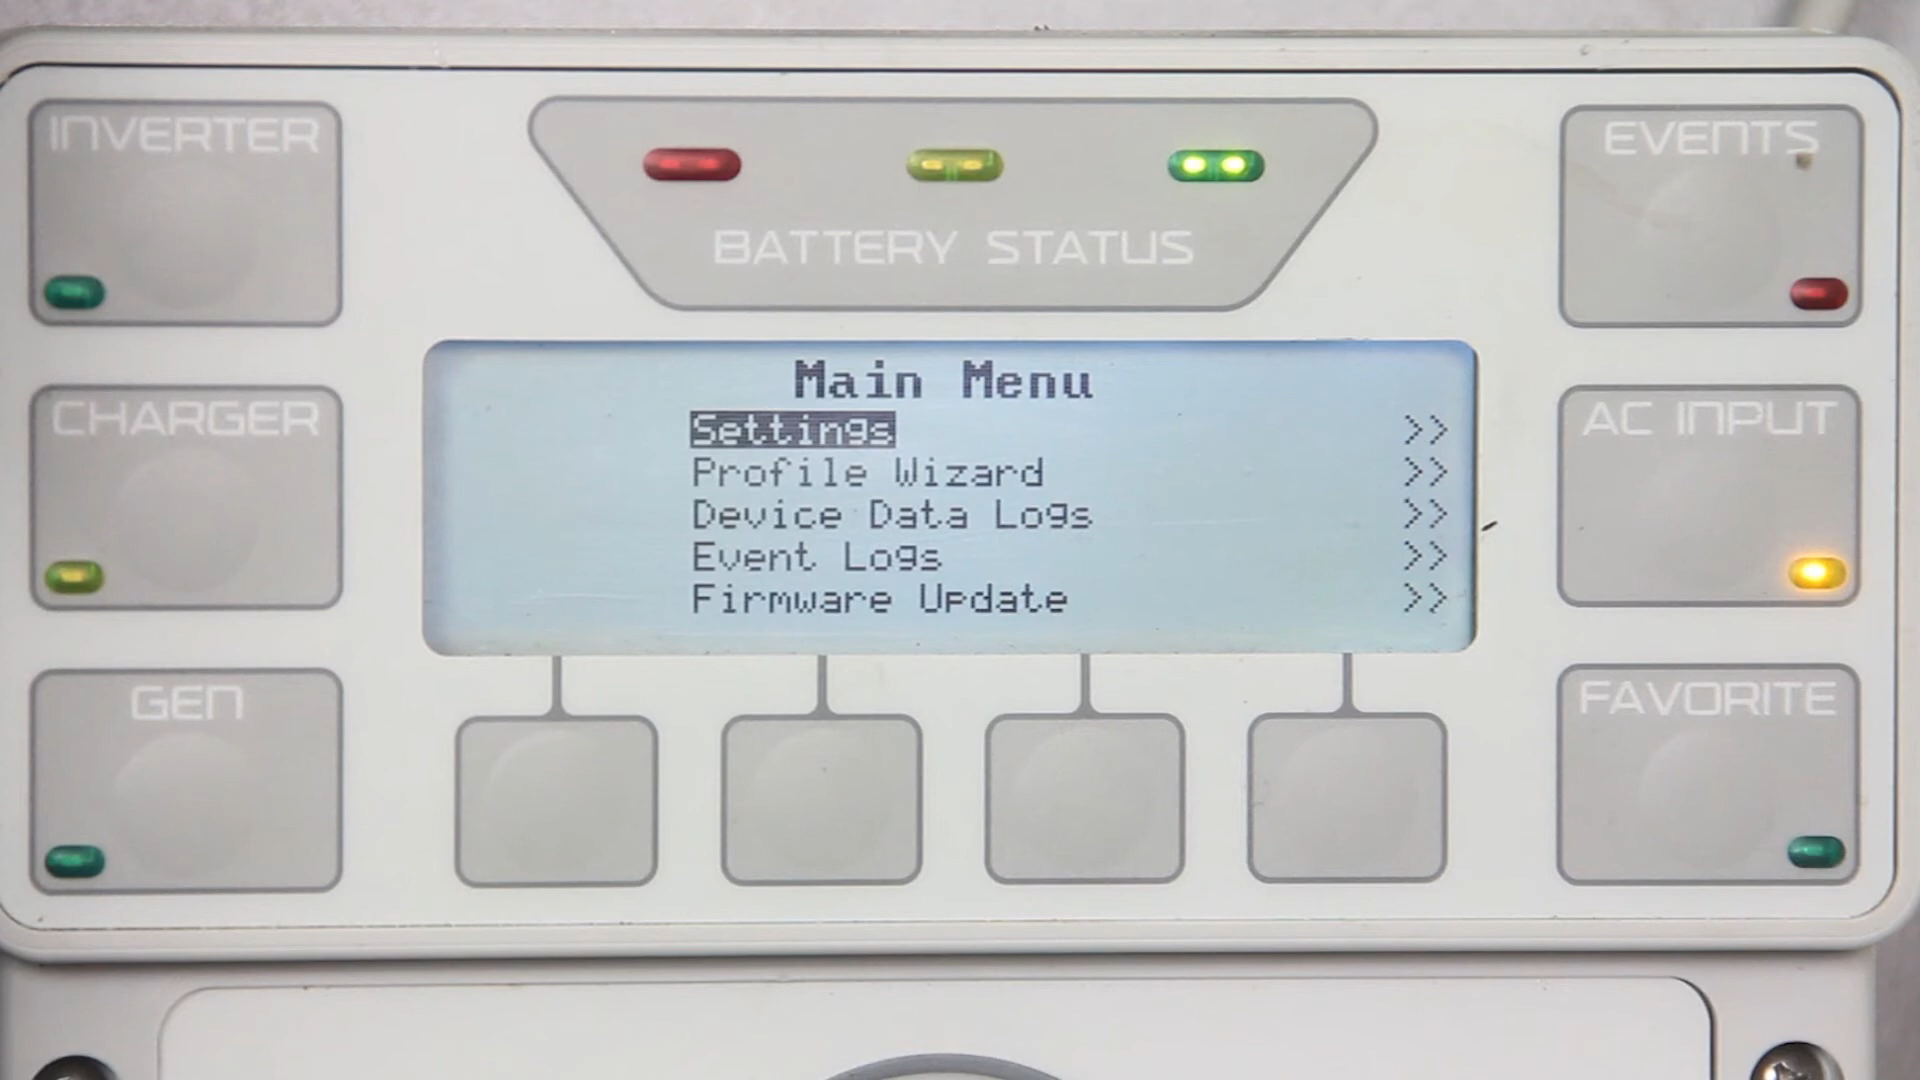 INVERTER
BATTERY STATUS
EVENTS
CHARGER
Main Menu
Settings >>
Profile Wizard >>
Device Data Logs >>
Event Logs >>
Firmware Update >>
AC INPUT
GEN
FAVORITE